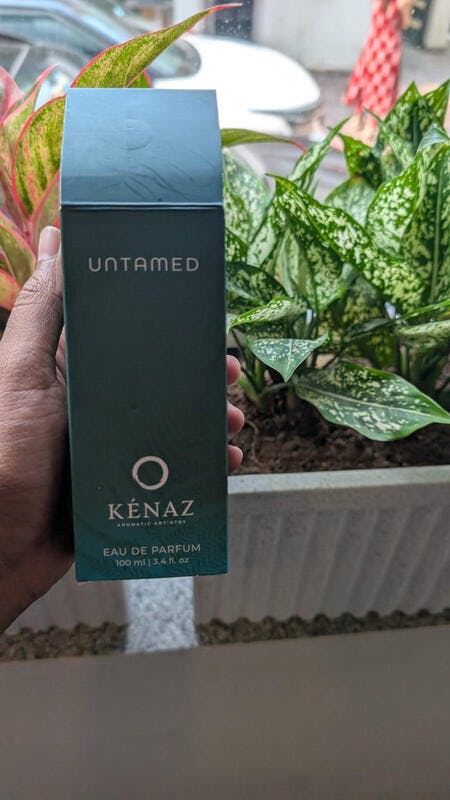 UNTAMED
KÉNAZ
AROMATIC ARTISTRY
EAU DE PARFUM
100 ml | 3.4 fl. oz